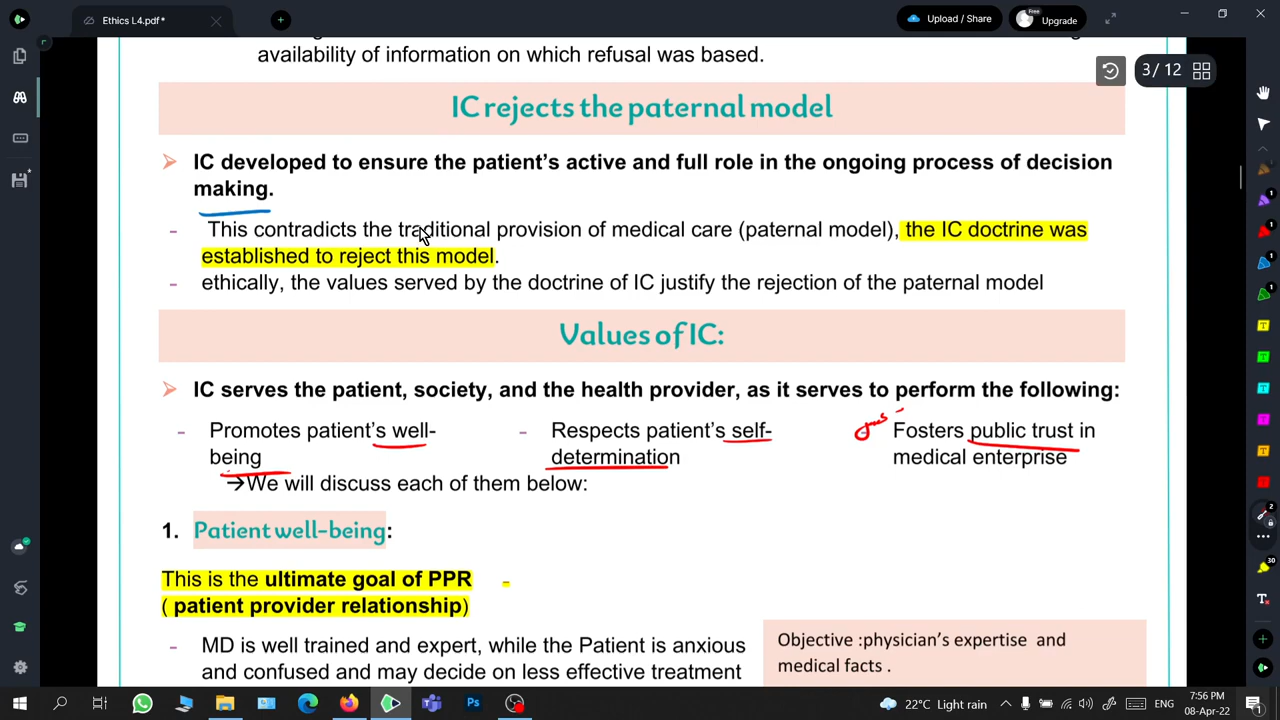 Ethics L4.pdf*
Upload / Share
Free
Upgrade
availability of information on which refusal was based.
3 / 12
IC rejects the paternal model
IC developed to ensure the patient's active and full role in the ongoing process of decision
making.
- This contradicts the traditional provision of medical care (paternal model), the IC doctrine was
established to reject this model.
- ethically, the values served by the doctrine of IC justify the rejection of the paternal model
Values of IC:
IC serves the patient, society, and the health provider, as it serves to perform the following:
- Promotes patient's well-
being
- Respects patient's self-
determination
Fosters public trust in
medical enterprise
→We will discuss each of them below:
1. Patient well-being:
This is the ultimate goal of PPR -
( patient provider relationship)
- MD is well trained and expert, while the Patient is anxious
and confused and may decide on less effective treatment
Objective :physician's expertise and
medical facts .
22°C Light rain
7:56 PM
08-Apr-22